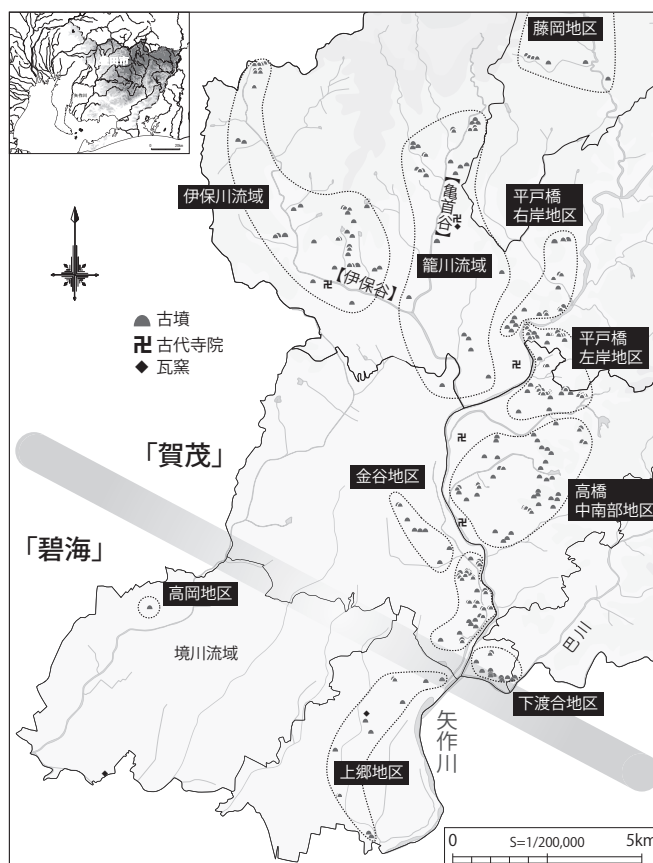 藤岡地区
伊保川流域
【亀首谷】
平戸橋
右岸地区
籠川流域
【伊保谷】
古墳
卍 古代寺院
◆ 瓦窯
平戸橋
左岸地区
「賀茂」
金谷地区
高橋
中南部地区
「碧海」
高岡地区
境川流域
巴川
下渡合地区
矢作川
上郷地区
0 S=1/200,000 5km